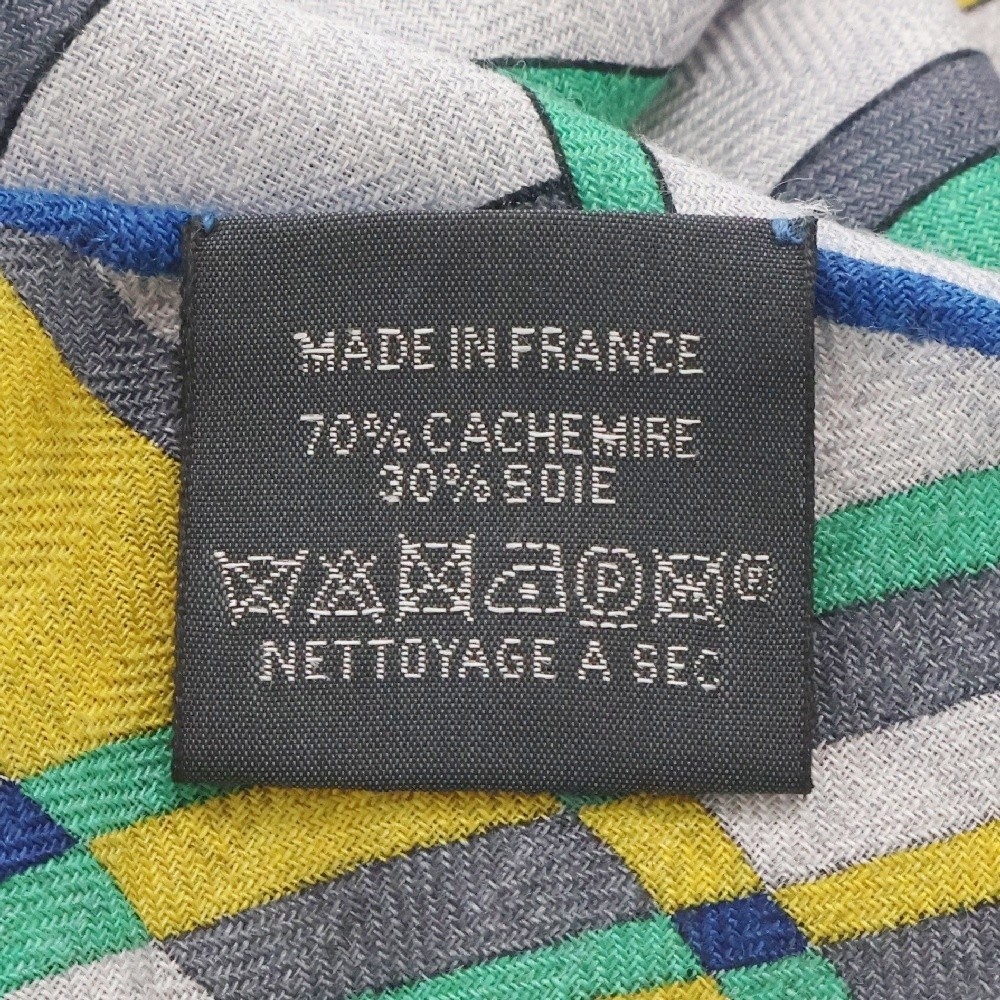 MADE IN FRANCE
70% CACHEMIRE
30% SOIE
P P
NETTOYAGE A SEC